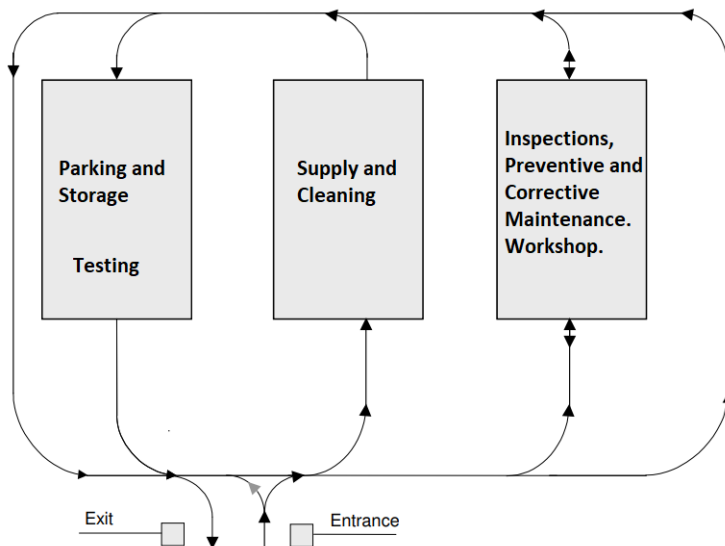 Parking and
Storage
Testing
Supply and
Cleaning
Inspections,
Preventive and
Corrective
Maintenance.
Workshop.
Exit
Entrance